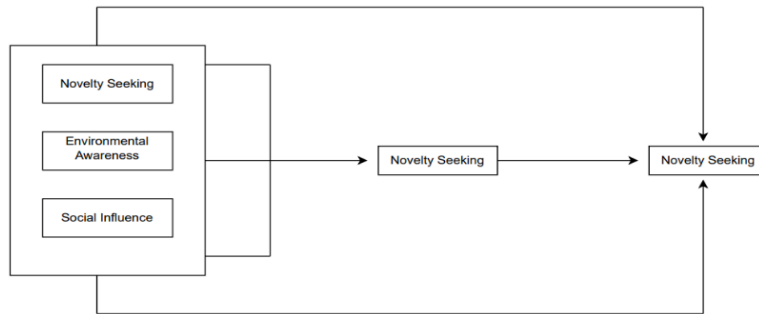 Novelty Seeking
Environmental
Awareness
Social Influence
Novelty Seeking
Novelty Seeking